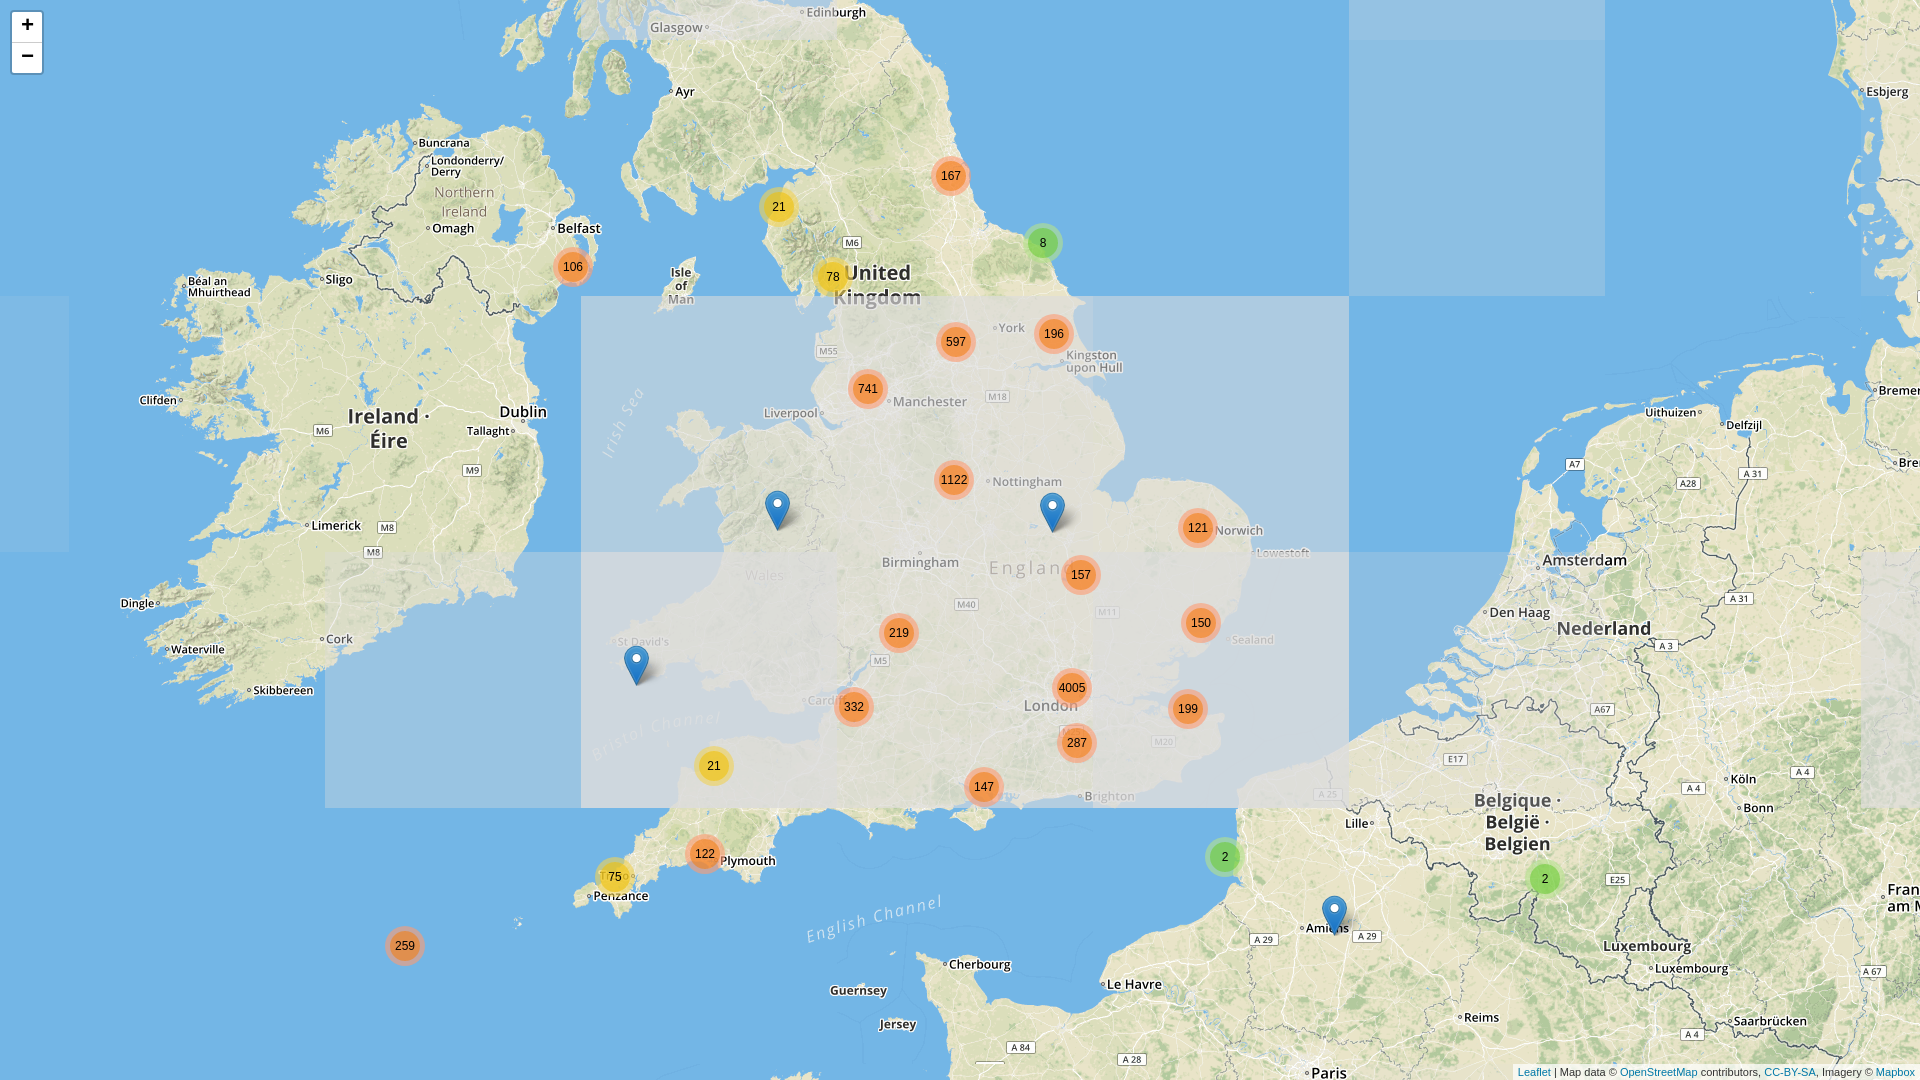 +
−
Glasgow
Edinburgh
Ayr
Esbjerg
Buncrana
Londonderry/
Derry
Northern
Ireland
Omagh
Belfast
167
21
8
M6
106
78
United
Kingdom
Isle
of
Man
Sligo
Béal an
Mhuirthead
York
196
597
M55
Kingston
upon Hull
741
Manchester
M18
Liverpool
Irish Sea
Clifden
Ireland ·
Éire
Dublin
Tallaght
M6
M9
Uithuizen
Delfzijl
A7
A 31
A28
1122
Nottingham
Limerick
M8
M8
121
Norwich
Lowestoft
Birmingham
Wales
157
Amsterdam
A 31
Dingle
M40
M11
Den Haag
Nederland
219
150
Sealand
A 3
Cork
Waterville
St David's
M5
Skibbereen
4005
London
199
332
A67
Bristol Channel
287
M20
E17
21
147
Brighton
A 25
Köln
A 4
A 4
Bonn
Belgique ·
België ·
Belgien
Lille
122
Plymouth
75
Penzance
2
2
E25
English Channel
Amiens
A 29
A 29
259
Luxembourg
Luxembourg
A 67
Cherbourg
Guernsey
Le Havre
Jersey
Reims
Saarbrücken
A 84
A 28
A 4
Paris
Leaflet | Map data © OpenStreetMap contributors, CC-BY-SA, Imagery © Mapbox